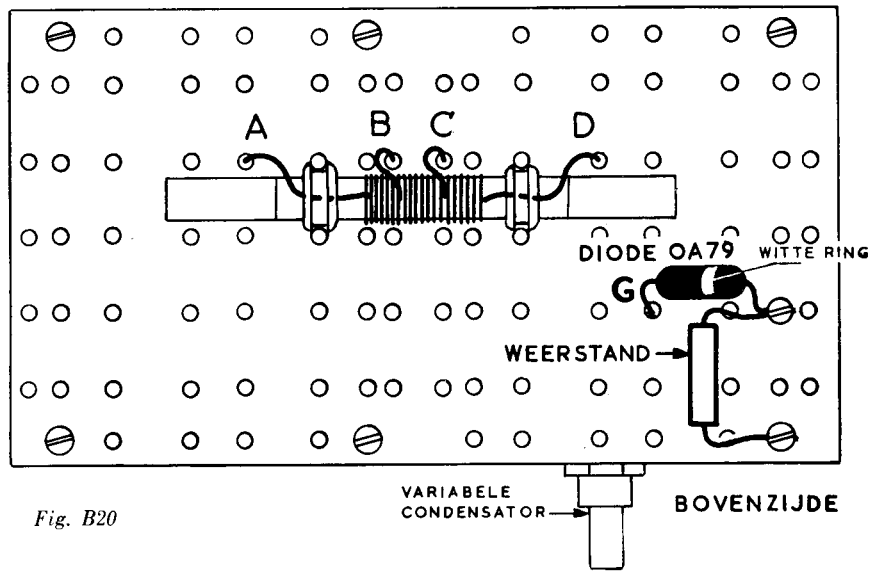 A B C D
DIODE OA79 WITTE RING
G
WEERSTAND
VARIABELE
CONDENSATOR
BOVENZIJDE
Fig. B20